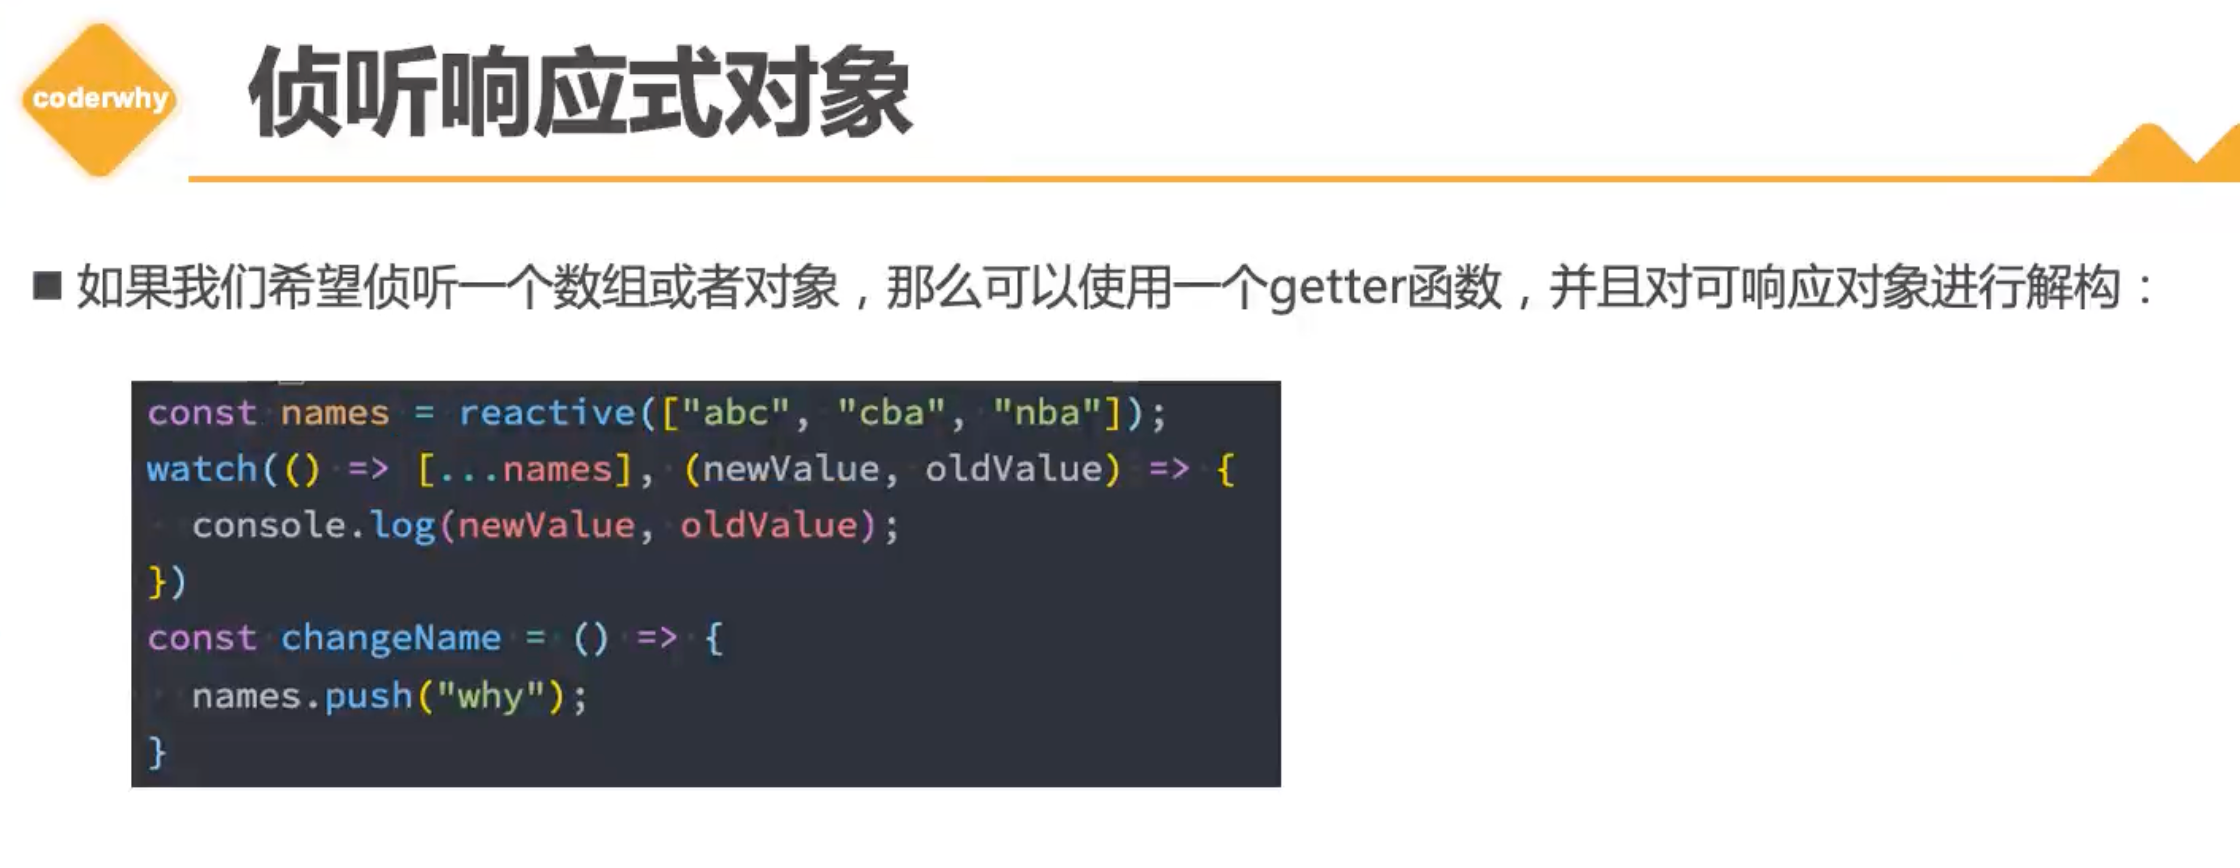 coderwhy
侦听响应式对象
■ 如果我们希望侦听一个数组或者对象，那么可以使用一个getter函数，并且对可响应对象进行解构：
const names = reactive(["abc", "cba", "nba"]);
watch(() => [...names], (newValue, oldValue) => {
  console.log(newValue, oldValue);
})
const changeName = () => {
  names.push("why");
}